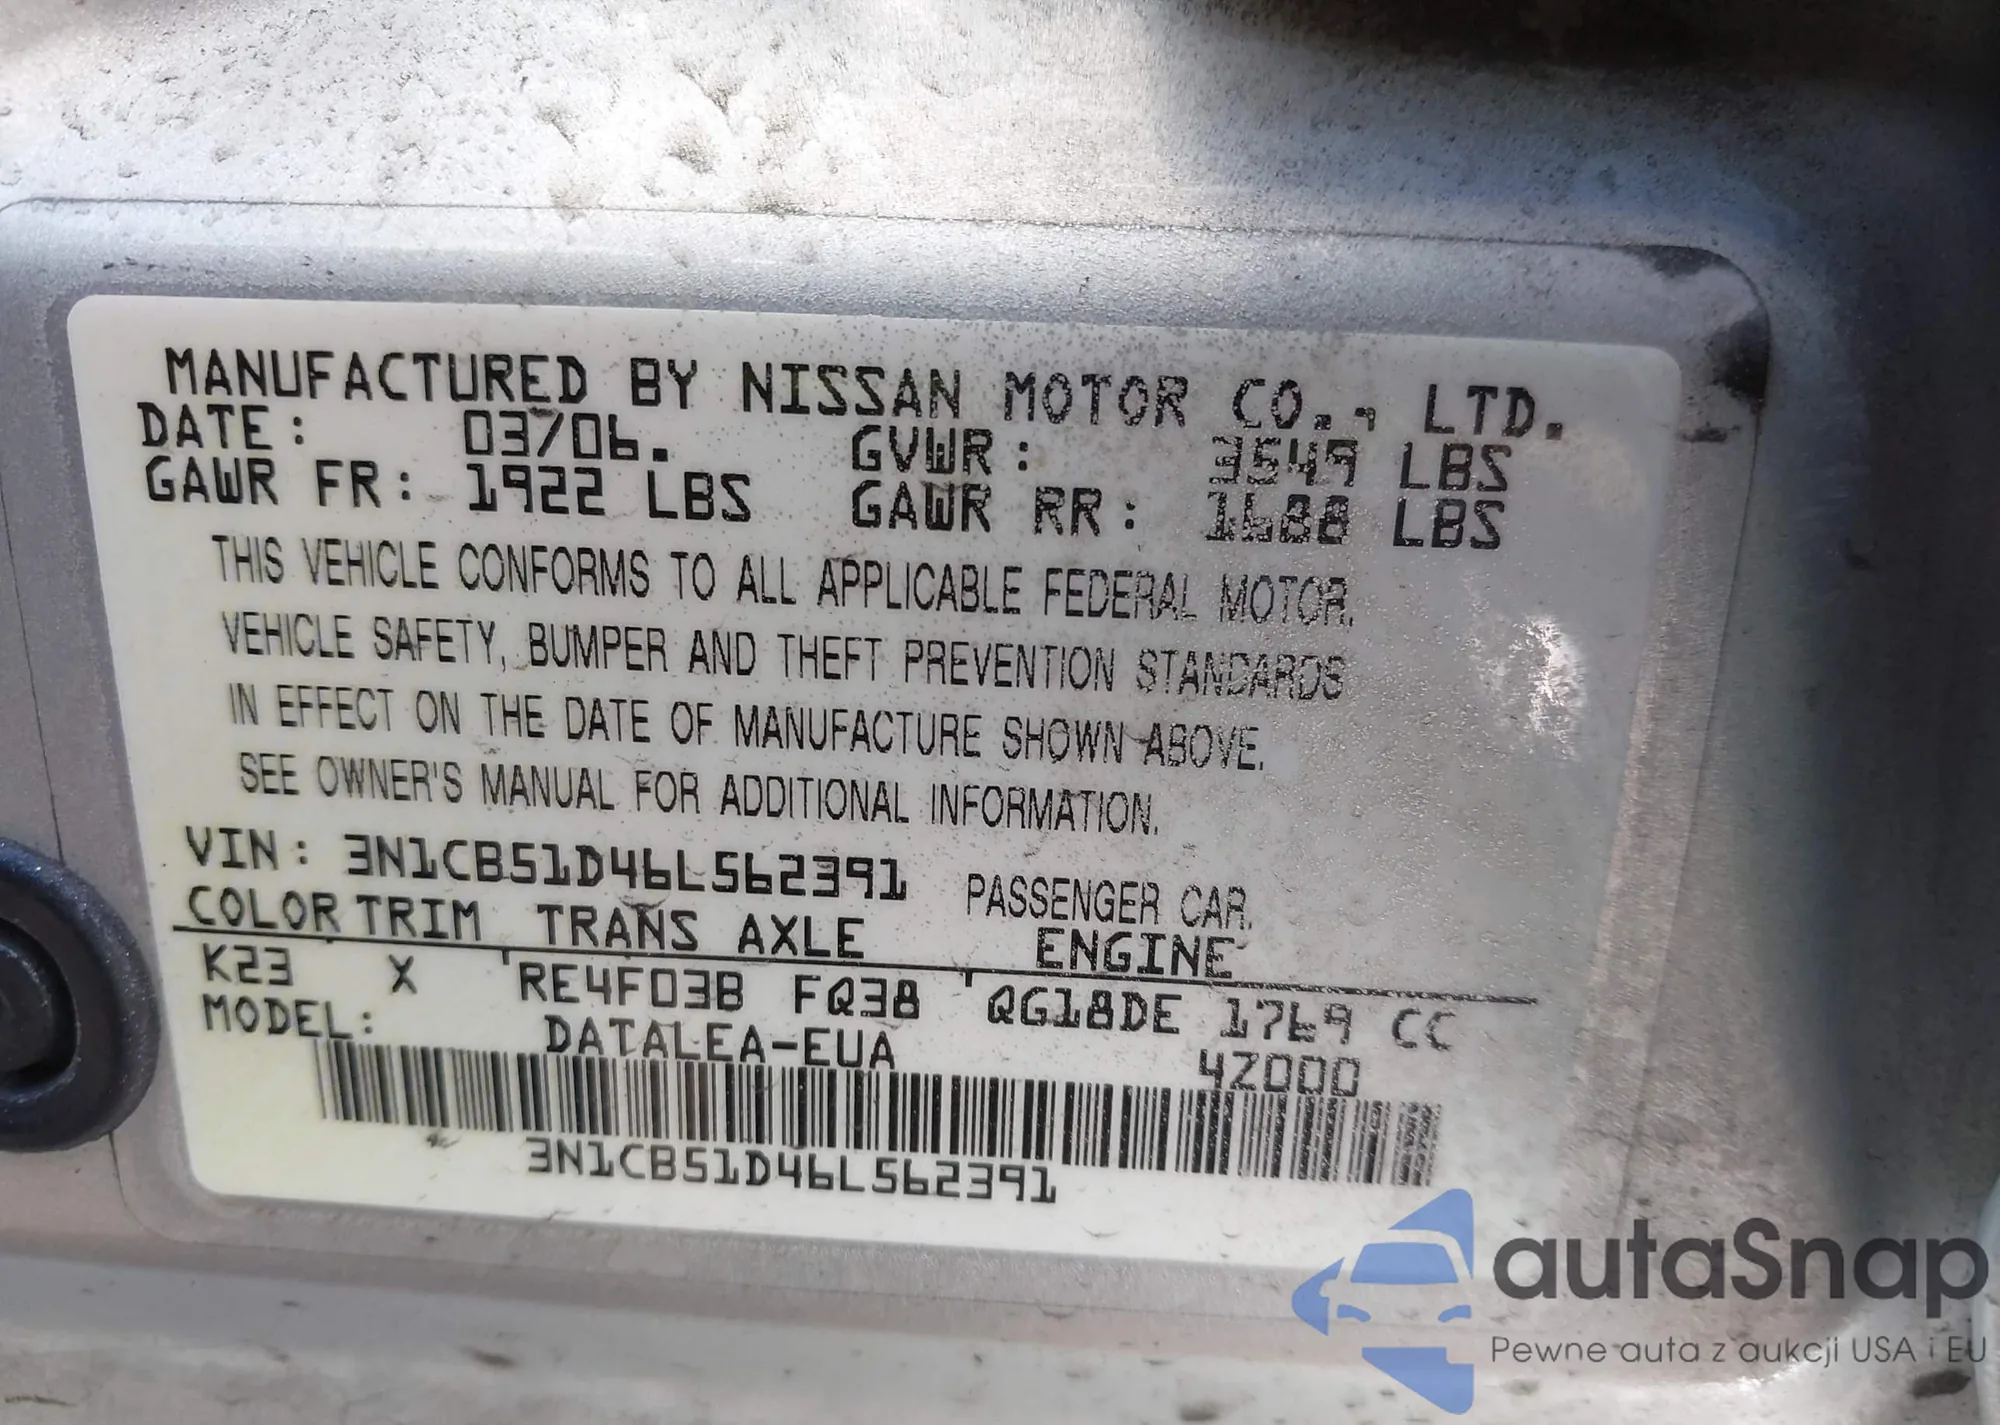 MANUFACTURED BY NISSAN MOTOR CO., LTD.
DATE: 03/06. GVWR: 3549 LBS
GAWR FR: 1922 LBS GAWR RR: 1688 LBS
THIS VEHICLE CONFORMS TO ALL APPLICABLE FEDERAL MOTOR
VEHICLE SAFETY, BUMPER AND THEFT PREVENTION STANDARDS
IN EFFECT ON THE DATE OF MANUFACTURE SHOWN ABOVE.
SEE OWNER'S MANUAL FOR ADDITIONAL INFORMATION.
VIN: 3N1CB51D46L562391 PASSENGER CAR.
COLOR TRIM TRANS AXLE ENGINE
K23 X RE4F03B FQ38 QG18DE 1769 CC
MODEL: DATALEA-EUA 4Z000
3N1CB51D46L562391
autaSnap
Pewne auta z aukcji USA i EU